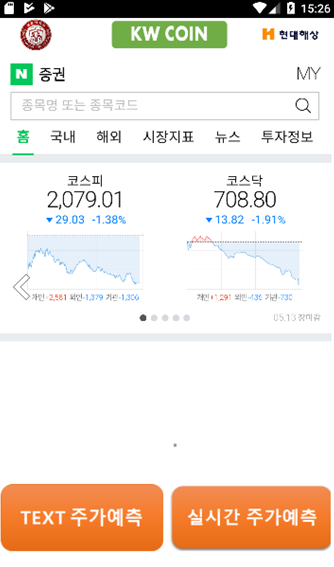 15:26
KW COIN
현대해상
N 증권
MY
종목명 또는 종목코드
홈 국내 해외 시장지표 뉴스 투자정보
코스피
2,079.01
▼29.03 -1.38%
개인+2,581 외인-1,379 기관-1,306
코스닥
708.80
▼13.82 -1.91%
개인+1,291 외인-436 기관-730
05.13 장마감
TEXT 주가예측
실시간 주가예측